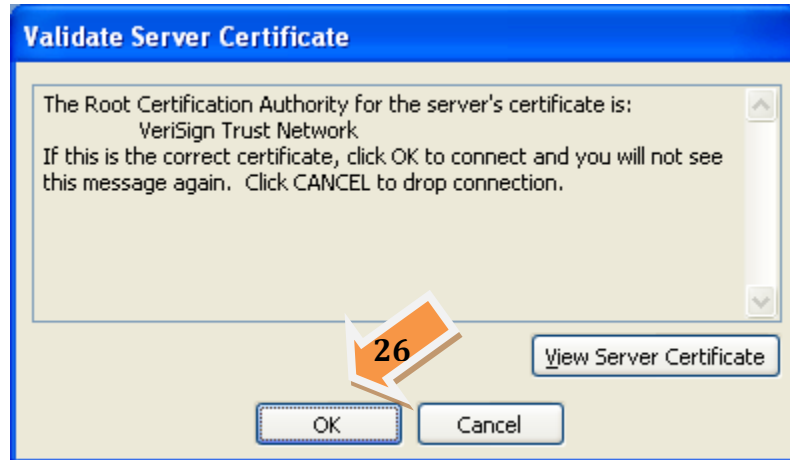 Validate Server Certificate
The Root Certification Authority for the server's certificate is:
VeriSign Trust Network
If this is the correct certificate, click OK to connect and you will not see
this message again.  Click CANCEL to drop connection.
26
View Server Certificate
OK
Cancel